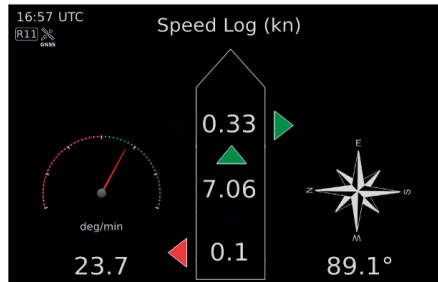 16:57 UTC
Speed Log (kn)
R11
GNSS
0.33
7.06
0.1
deg/min
23.7
E
N
S
W
89.1°